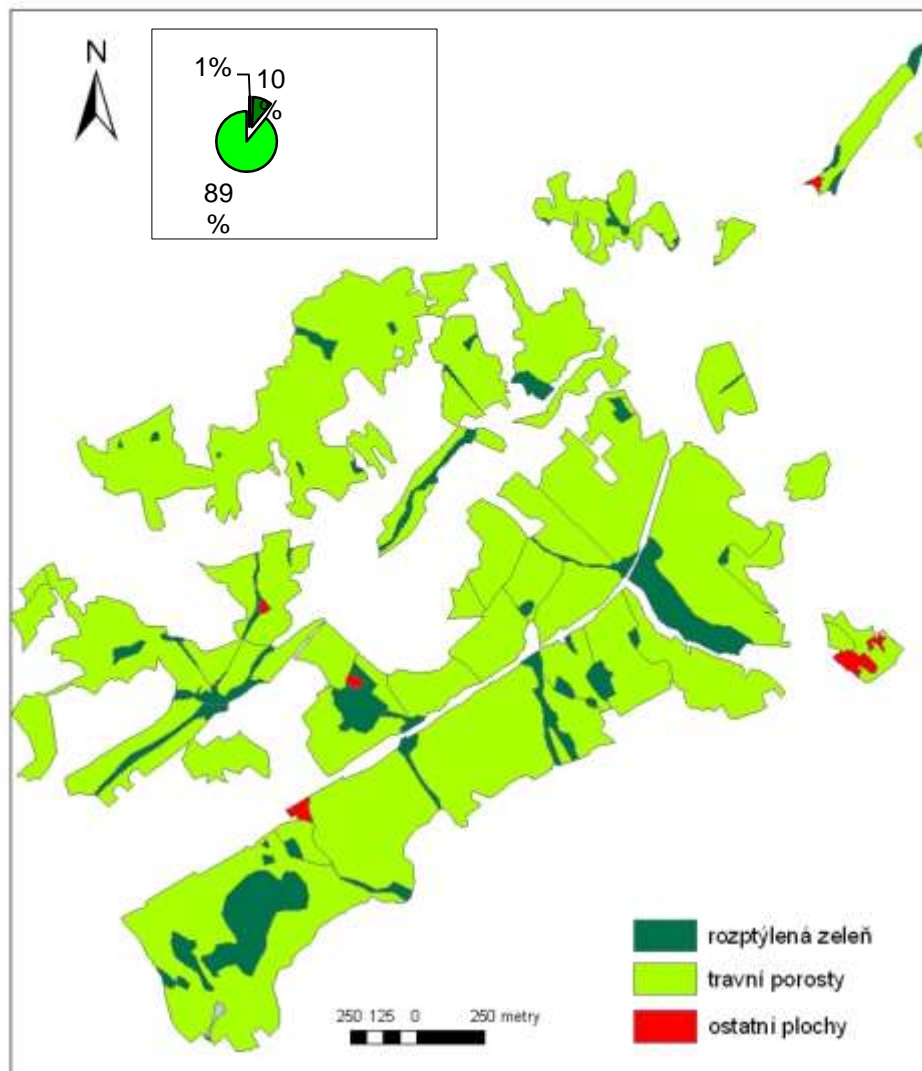 N
1%
10
%
89
%
rozptýlená zeleň
travní porosty
ostatní plochy
250 125 0 250 metry